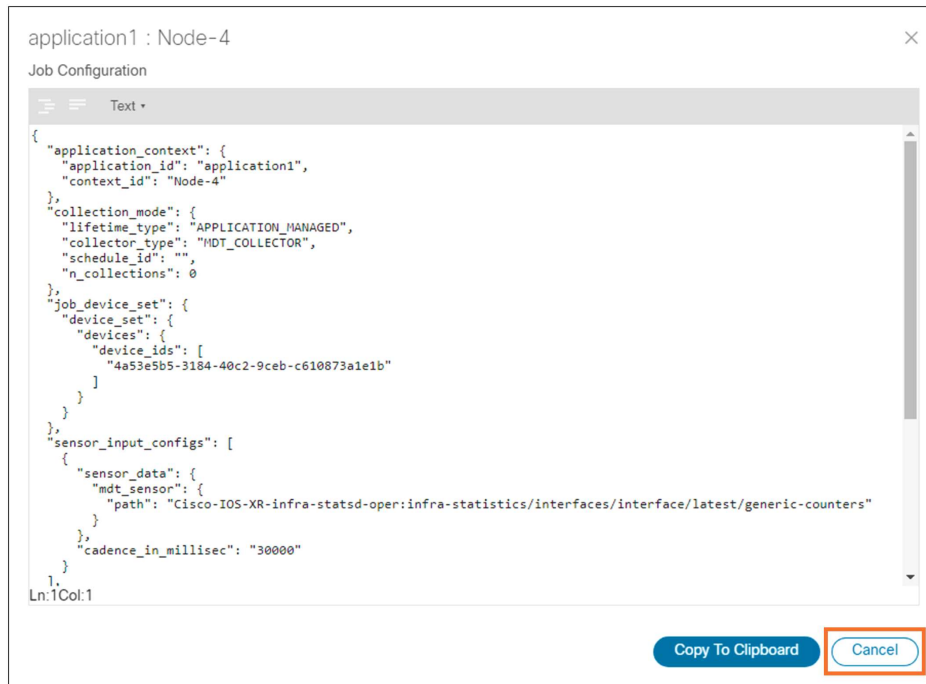 application1 : Node-4
Job Configuration
Text
{
  "application_context": {
    "application_id": "application1",
    "context_id": "Node-4"
  },
  "collection_mode": {
    "lifetime_type": "APPLICATION_MANAGED",
    "collector_type": "MDT_COLLECTOR",
    "schedule_id": "",
    "n_collections": 0
  },
  "job_device_set": {
    "device_set": {
      "devices": {
        "device_ids": [
          "4a53e5b5-3184-40c2-9ceb-c610873a1e1b"
        ]
      }
    }
  },
  "sensor_input_configs": [
    {
      "sensor_data": {
        "mdt_sensor": {
          "path": "Cisco-IOS-XR-infra-statsd-oper:infra-statistics/interfaces/interface/latest/generic-counters"
        }
      },
      "cadence_in_millisec": "30000"
    }
  ],
Ln:1Col:1
Copy To Clipboard
Cancel